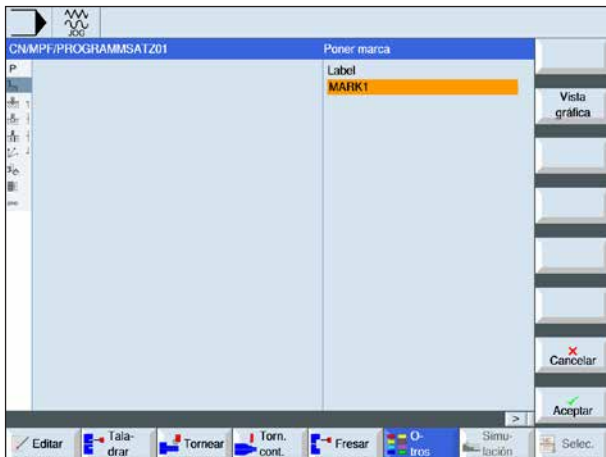 JOG
CN/MPF/PROGRAMMSATZ01
Poner marca
P
Label
MARK1
Vista
gráfica
Cancelar
Aceptar
>
Editar
Tala-
drar
Tornear
Torn.
cont.
Fresar
O-
tros
Simu-
lación
Selec.